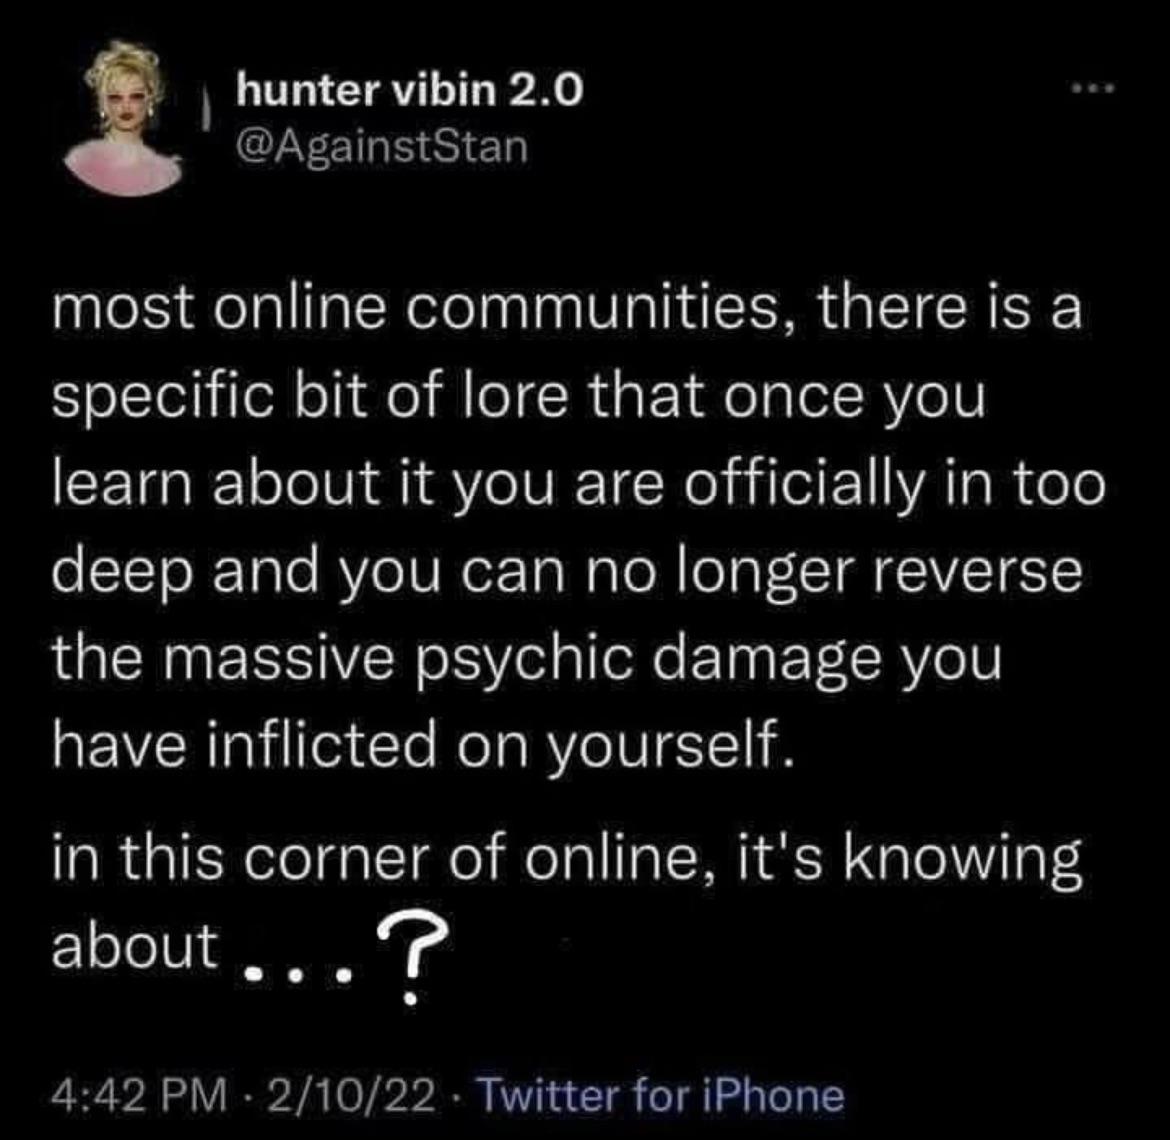 hunter vibin 2.0
@AgainstStan
most online communities, there is a
specific bit of lore that once you
learn about it you are officially in too
deep and you can no longer reverse
the massive psychic damage you
have inflicted on yourself.
in this corner of online, it's knowing
about ...?
4:42 PM · 2/10/22 · Twitter for iPhone